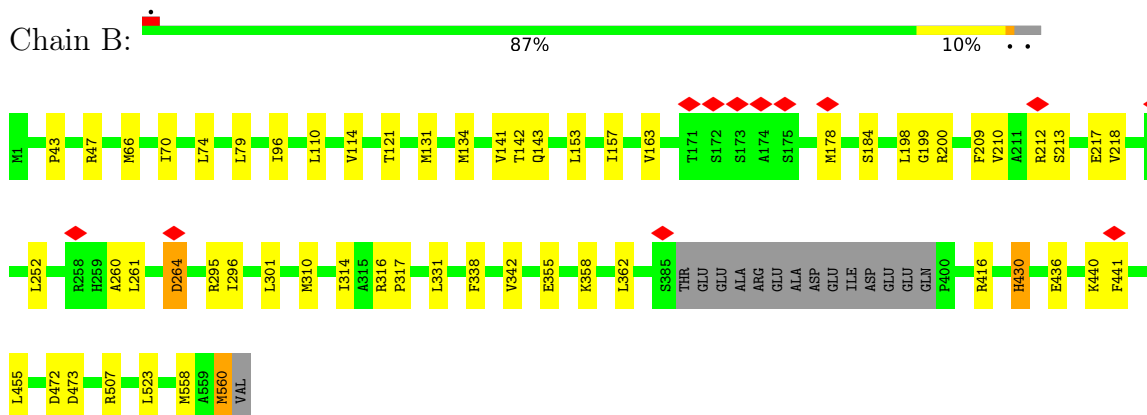 Chain B:
87%
10%
M1 P43 R47 M66 I70 L74 L79 I96 L110 V114 T121 M131 M134 V141 T142 Q143 L153 I157 V163 T171 S172 S173 A174 S175 M178 S184 L198 G199 R200 F209 V210 A211 R212 S213 E217 V218
L252 R258 H259 A260 L261 D264 R295 I296 L301 M310 I314 A315 R316 P317 L331 F338 V342 E355 K358 L362 S385 THR GLU GLU ALA ARG GLU ALA ASP GLU ILE ASP GLU GLU GLN P400 R416 H430 E436 K440 F441
L455 D472 D473 R507 L523 M558 A559 M560 VAL